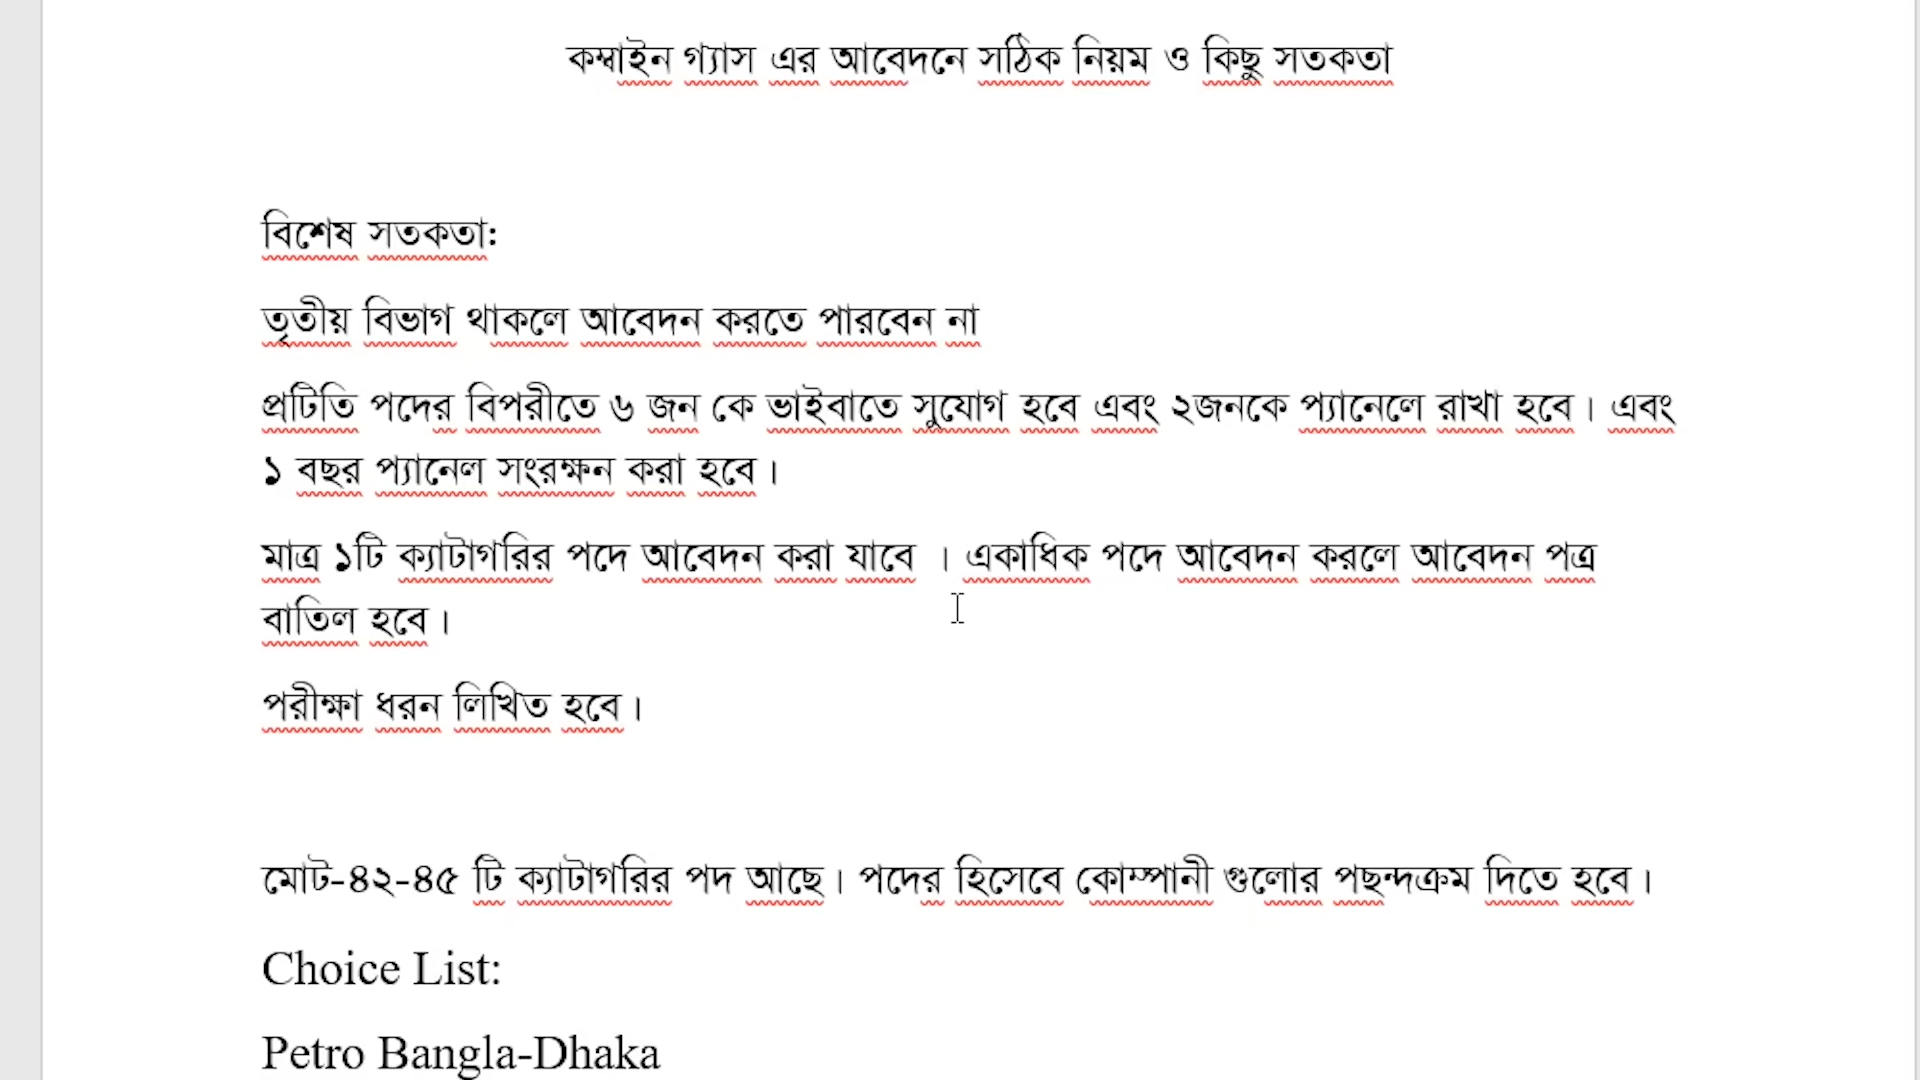 কম্বাইন গ্যাস এর আবেদনে সঠিক নিয়ম ও কিছু সতকতা
বিশেষ সতকতা:
তৃতীয় বিভাগ থাকলে আবেদন করতে পারবেন না
প্রটিতি পদের বিপরীতে ৬ জন কে ভাইবাতে সুযোগ হবে এবং ২জনকে প্যানেলে রাখা হবে। এবং
১ বছর প্যানেল সংরক্ষন করা হবে।
মাত্র ১টি ক্যাটাগরির পদে আবেদন করা যাবে । একাধিক পদে আবেদন করলে আবেদন পত্র
বাতিল হবে।
পরীক্ষা ধরন লিখিত হবে।
মোট-৪২-৪৫ টি ক্যাটাগরির পদ আছে। পদের হিসেবে কোম্পানী গুলোর পছন্দক্রম দিতে হবে।
Choice List:
Petro Bangla-Dhaka